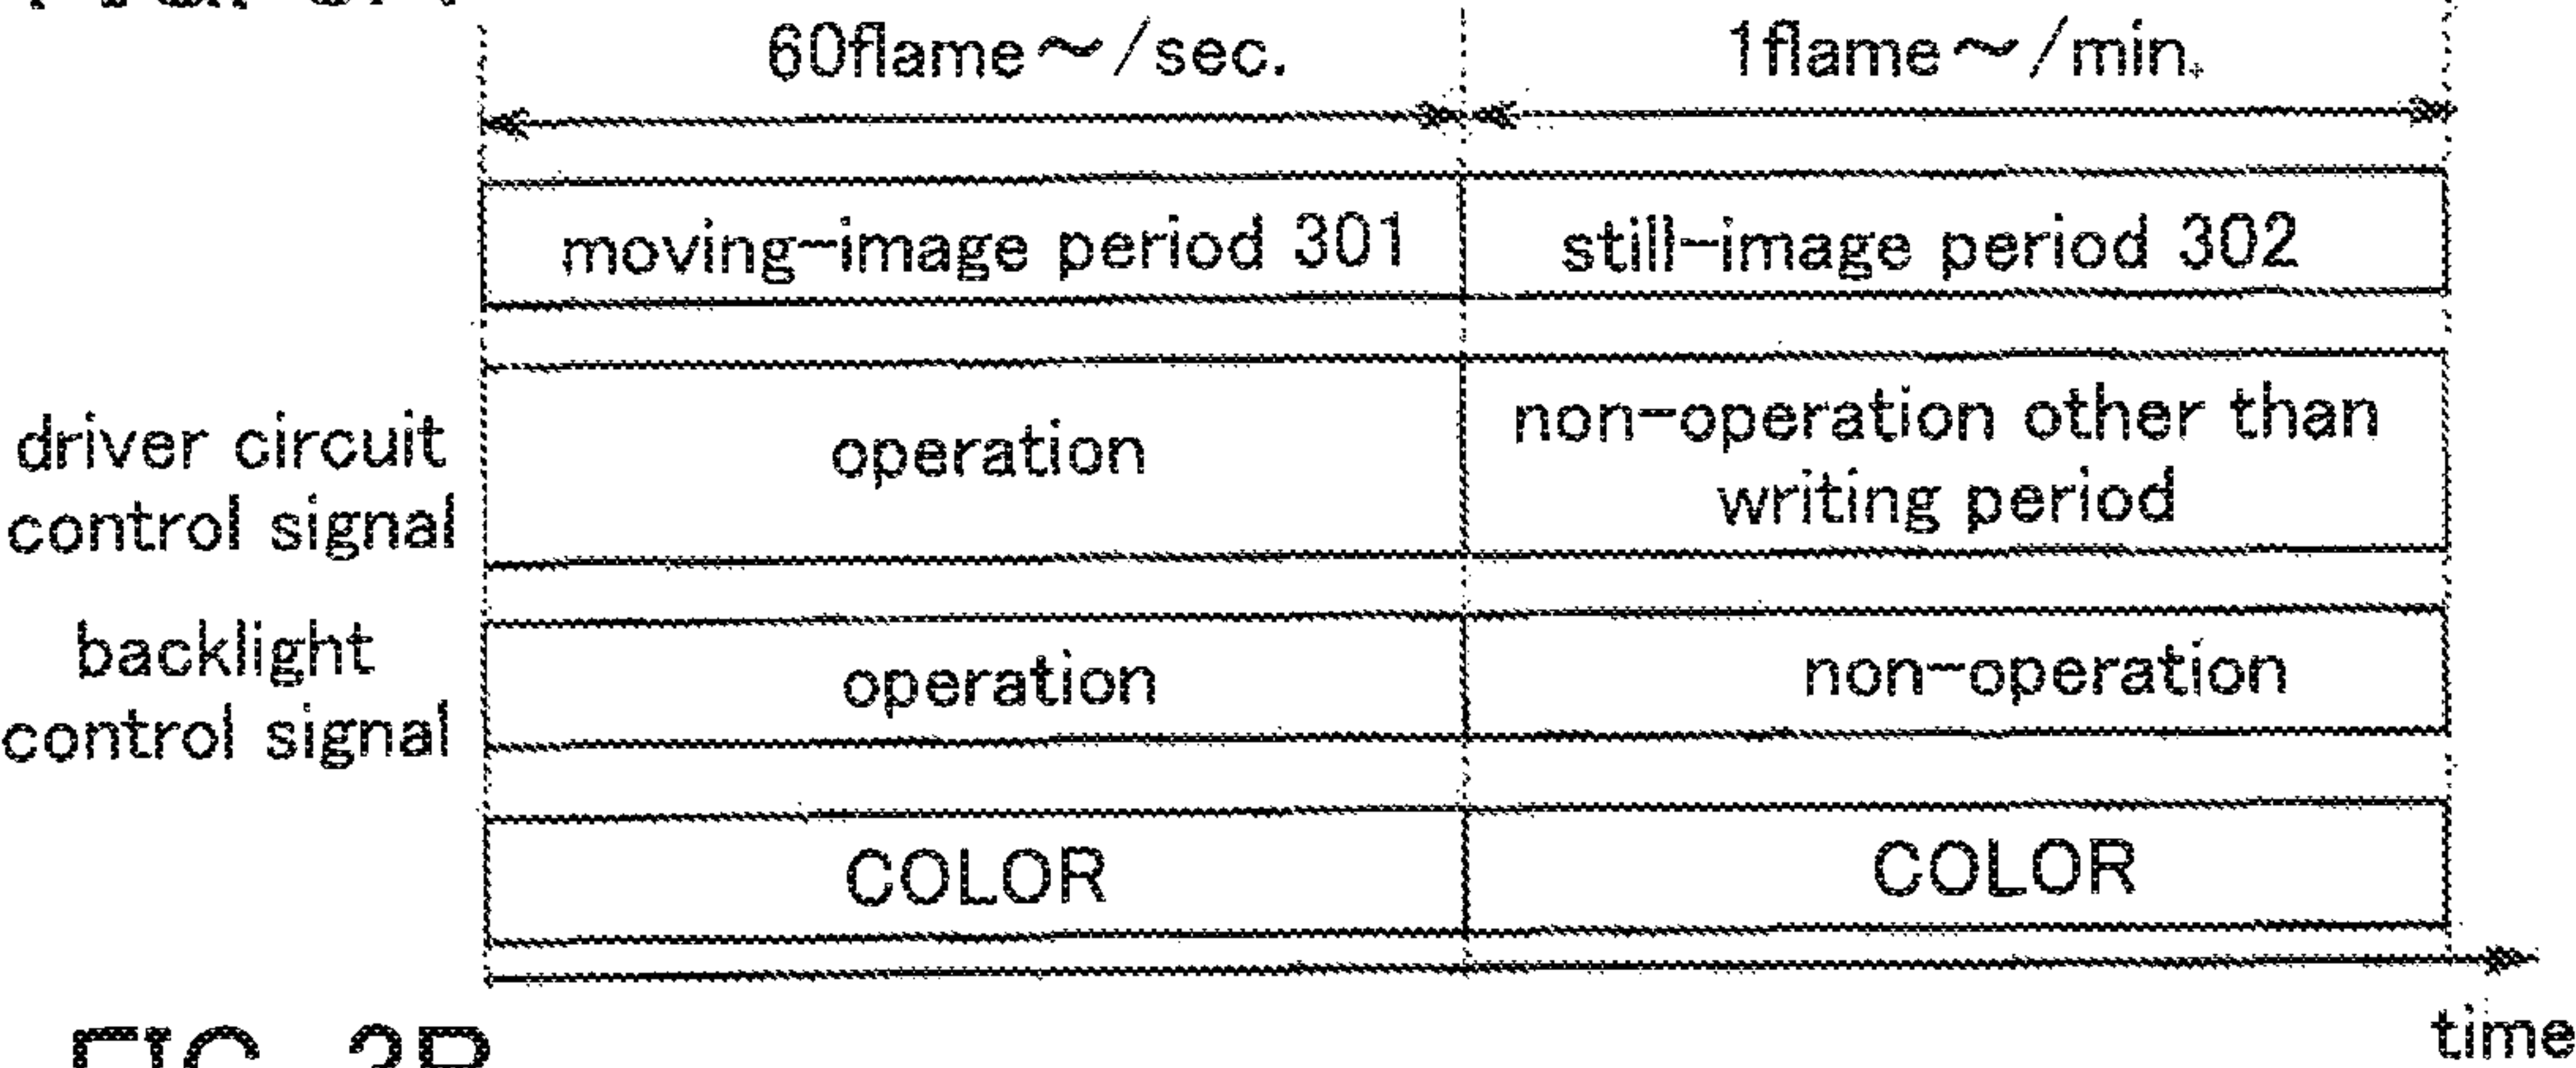 60flame～/sec. 1flame～/min.
moving-image period 301 still-image period 302
driver circuit
control signal
operation
non-operation other than
writing period
backlight
control signal
operation
non-operation
COLOR COLOR
time